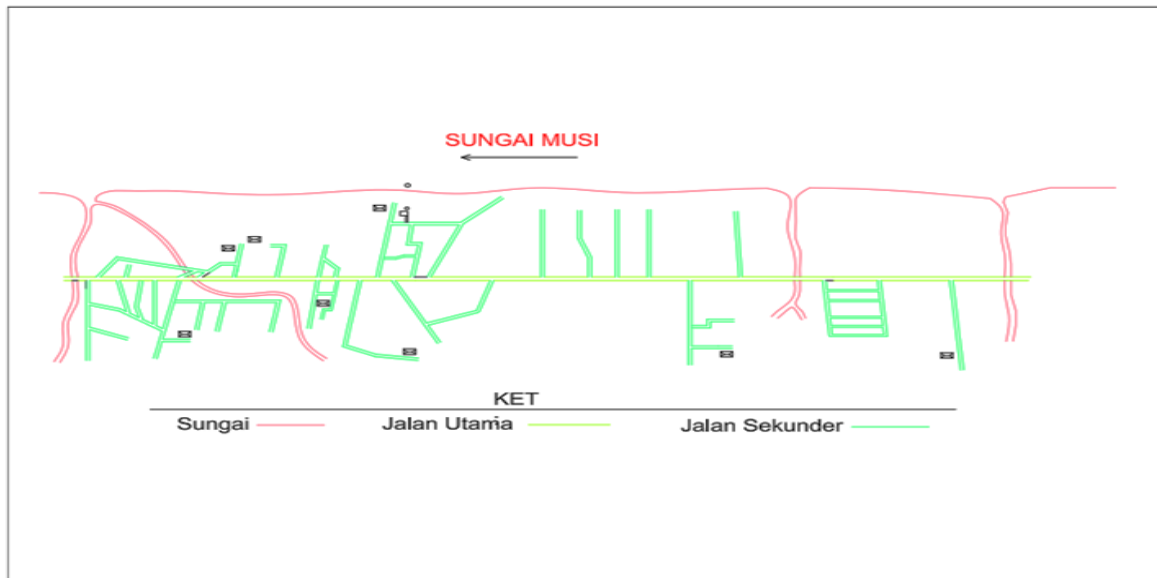 SUNGAI MUSI
KET
Sungai
Jalan Utama
Jalan Sekunder